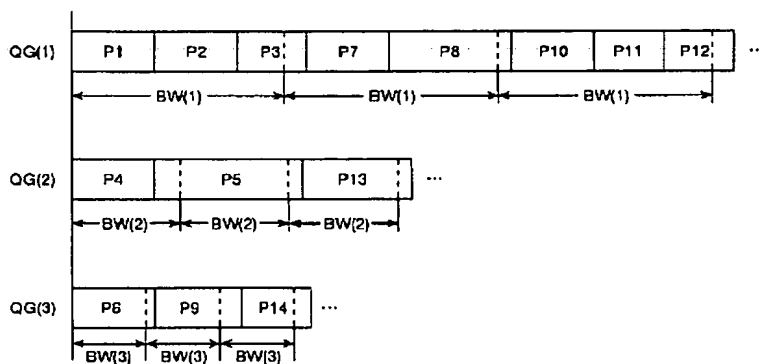 QG(1) P1 P2 P3 P7 P8 P10 P11 P12 ...
BW(1) BW(1) BW(1)
QG(2) P4 P5 P13 ...
BW(2) BW(2) BW(2)
QG(3) P6 P9 P14 ...
BW(3) BW(3) BW(3)